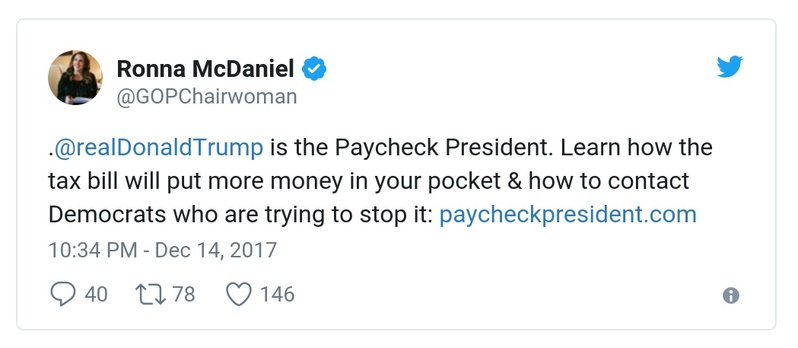 Ronna McDaniel
@GOPChairwoman
.@realDonaldTrump is the Paycheck President. Learn how the
tax bill will put more money in your pocket & how to contact
Democrats who are trying to stop it: paycheckpresident.com
10:34 PM - Dec 14, 2017
40 78 146